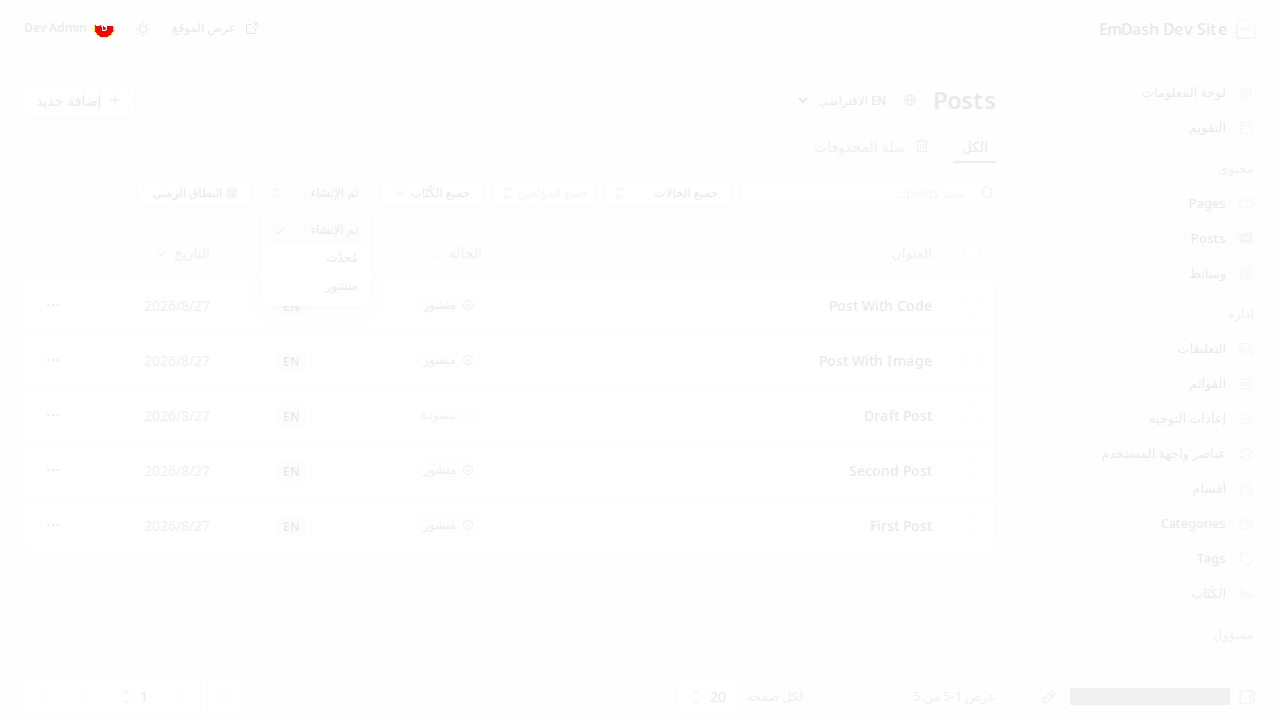 EmDash Dev Site
عرض الموقع
Dev Admin
لوحة المعلومات
التقويم
محتوى
Pages
Posts
وسائط
إدارة
التعليقات
القوائم
إعادات التوجيه
عناصر واجهة المستخدم
أقسام
Categories
Tags
الكُتّاب
مسؤول
Posts
EN الافتراضي
إضافة جديد
الكل
سلة المحذوفات
بحث posts...
جميع الحالات
جميع المؤلفين
جميع الكُتّاب
تم الإنشاء
النطاق الزمني
تم الإنشاء
مُحدَّث
منشور
العنوان
الحالة
التاريخ
Post With Code
منشور
EN
2026/8/27
Post With Image
منشور
EN
2026/8/27
Draft Post
مسودة
EN
2026/8/27
Second Post
منشور
EN
2026/8/27
First Post
منشور
EN
2026/8/27
عرض 1-5 من 5
لكل صفحة
20
1